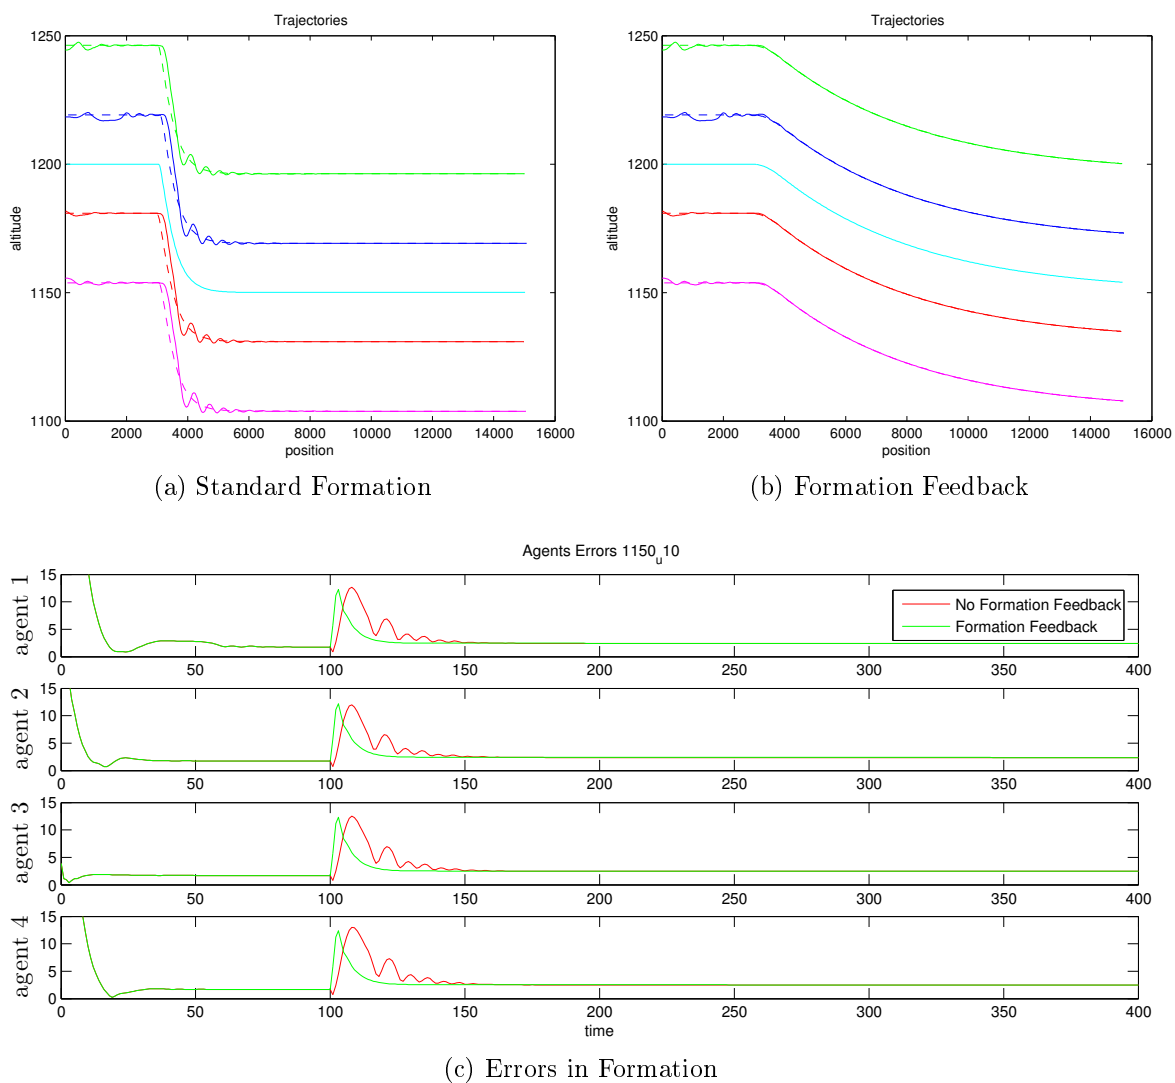 Trajectories
1250
1200
1150
1100
altitude
0 2000 4000 6000 8000 10000 12000 14000 16000
position
(a) Standard Formation
Trajectories
1250
1200
1150
1100
altitude
0 2000 4000 6000 8000 10000 12000 14000 16000
position
(b) Formation Feedback
Agents Errors 1150u10
agent 1
15
10
5
0
No Formation Feedback
Formation Feedback
0 50 100 150 200 250 300 350 400
agent 2
15
10
5
0
0 50 100 150 200 250 300 350 400
agent 3
15
10
5
0
0 50 100 150 200 250 300 350 400
agent 4
15
10
5
0
0 50 100 150 200 250 300 350 400
time
(c) Errors in Formation